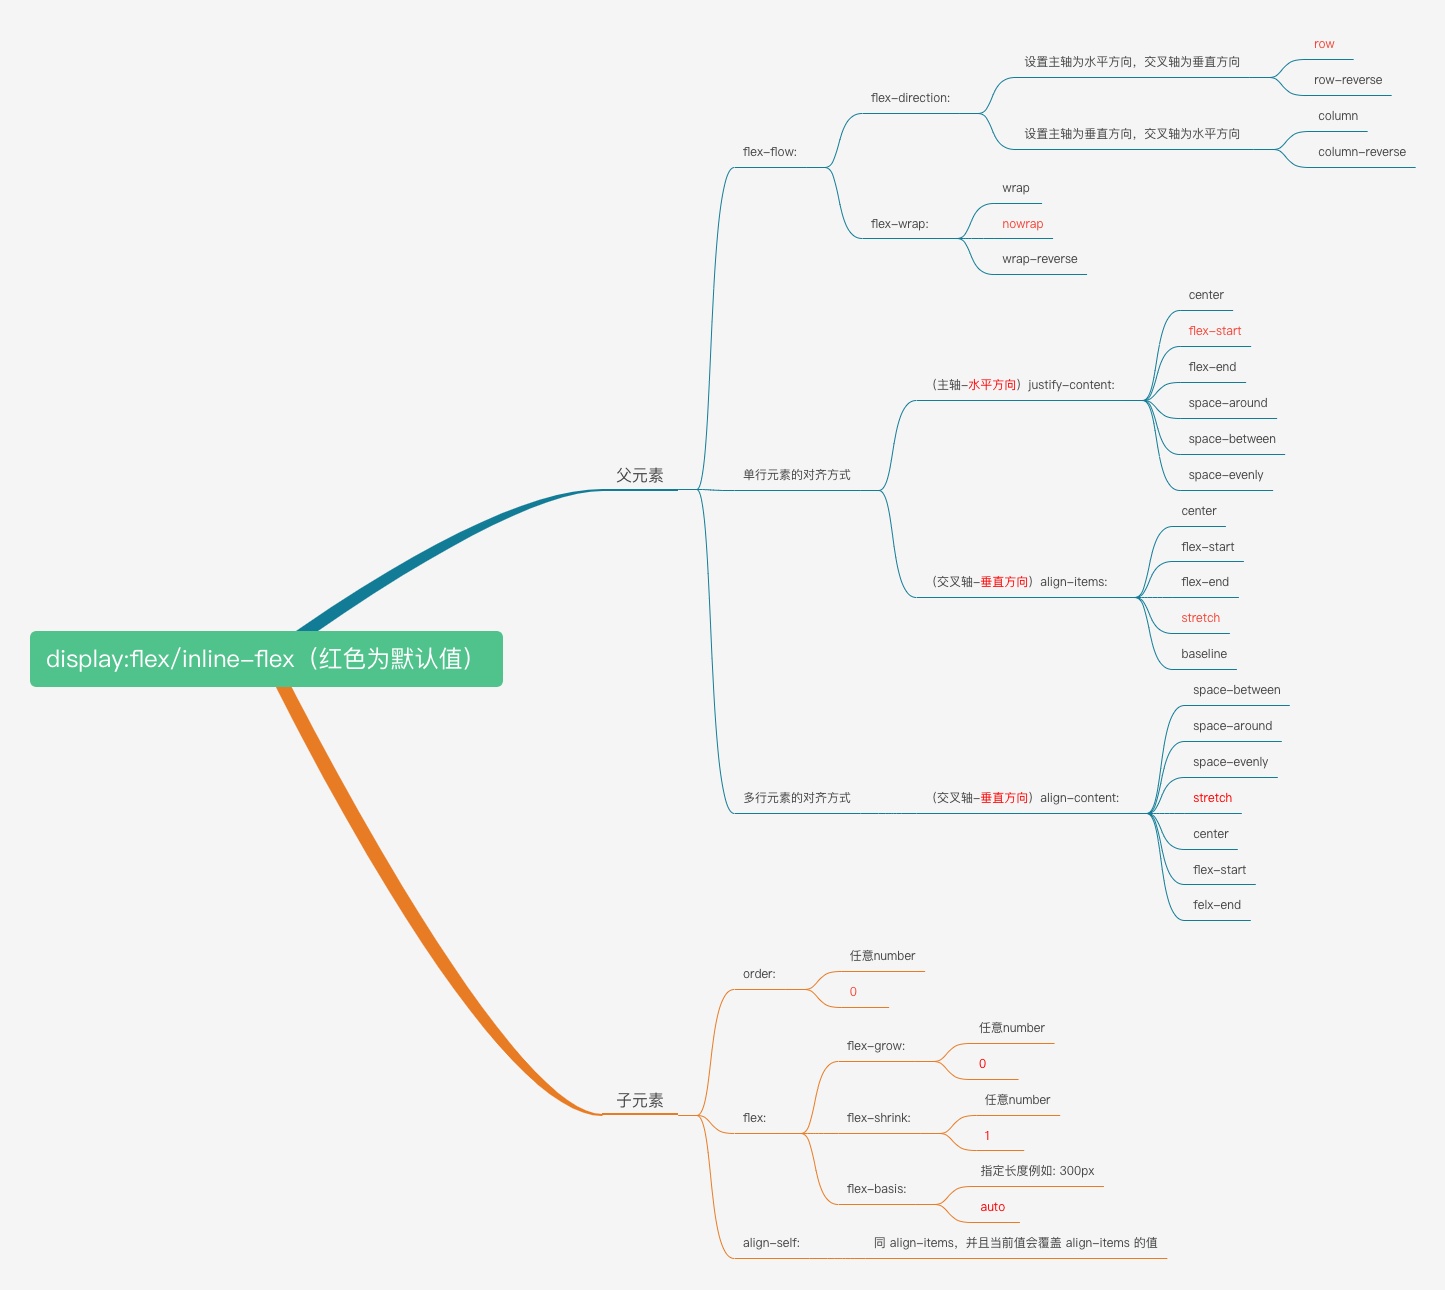 display:flex/inline-flex（红色为默认值）
父元素
flex-flow:
flex-direction:
设置主轴为水平方向，交叉轴为垂直方向
row
row-reverse
设置主轴为垂直方向，交叉轴为水平方向
column
column-reverse
flex-wrap:
wrap
nowrap
wrap-reverse
单行元素的对齐方式
（主轴-水平方向）justify-content:
center
flex-start
flex-end
space-around
space-between
space-evenly
（交叉轴-垂直方向）align-items:
center
flex-start
flex-end
stretch
baseline
多行元素的对齐方式
（交叉轴-垂直方向）align-content:
space-between
space-around
space-evenly
stretch
center
flex-start
felx-end
子元素
order:
任意number
0
flex:
flex-grow:
任意number
0
flex-shrink:
任意number
1
flex-basis:
指定长度例如: 300px
auto
align-self:
同 align-items，并且当前值会覆盖 align-items 的值